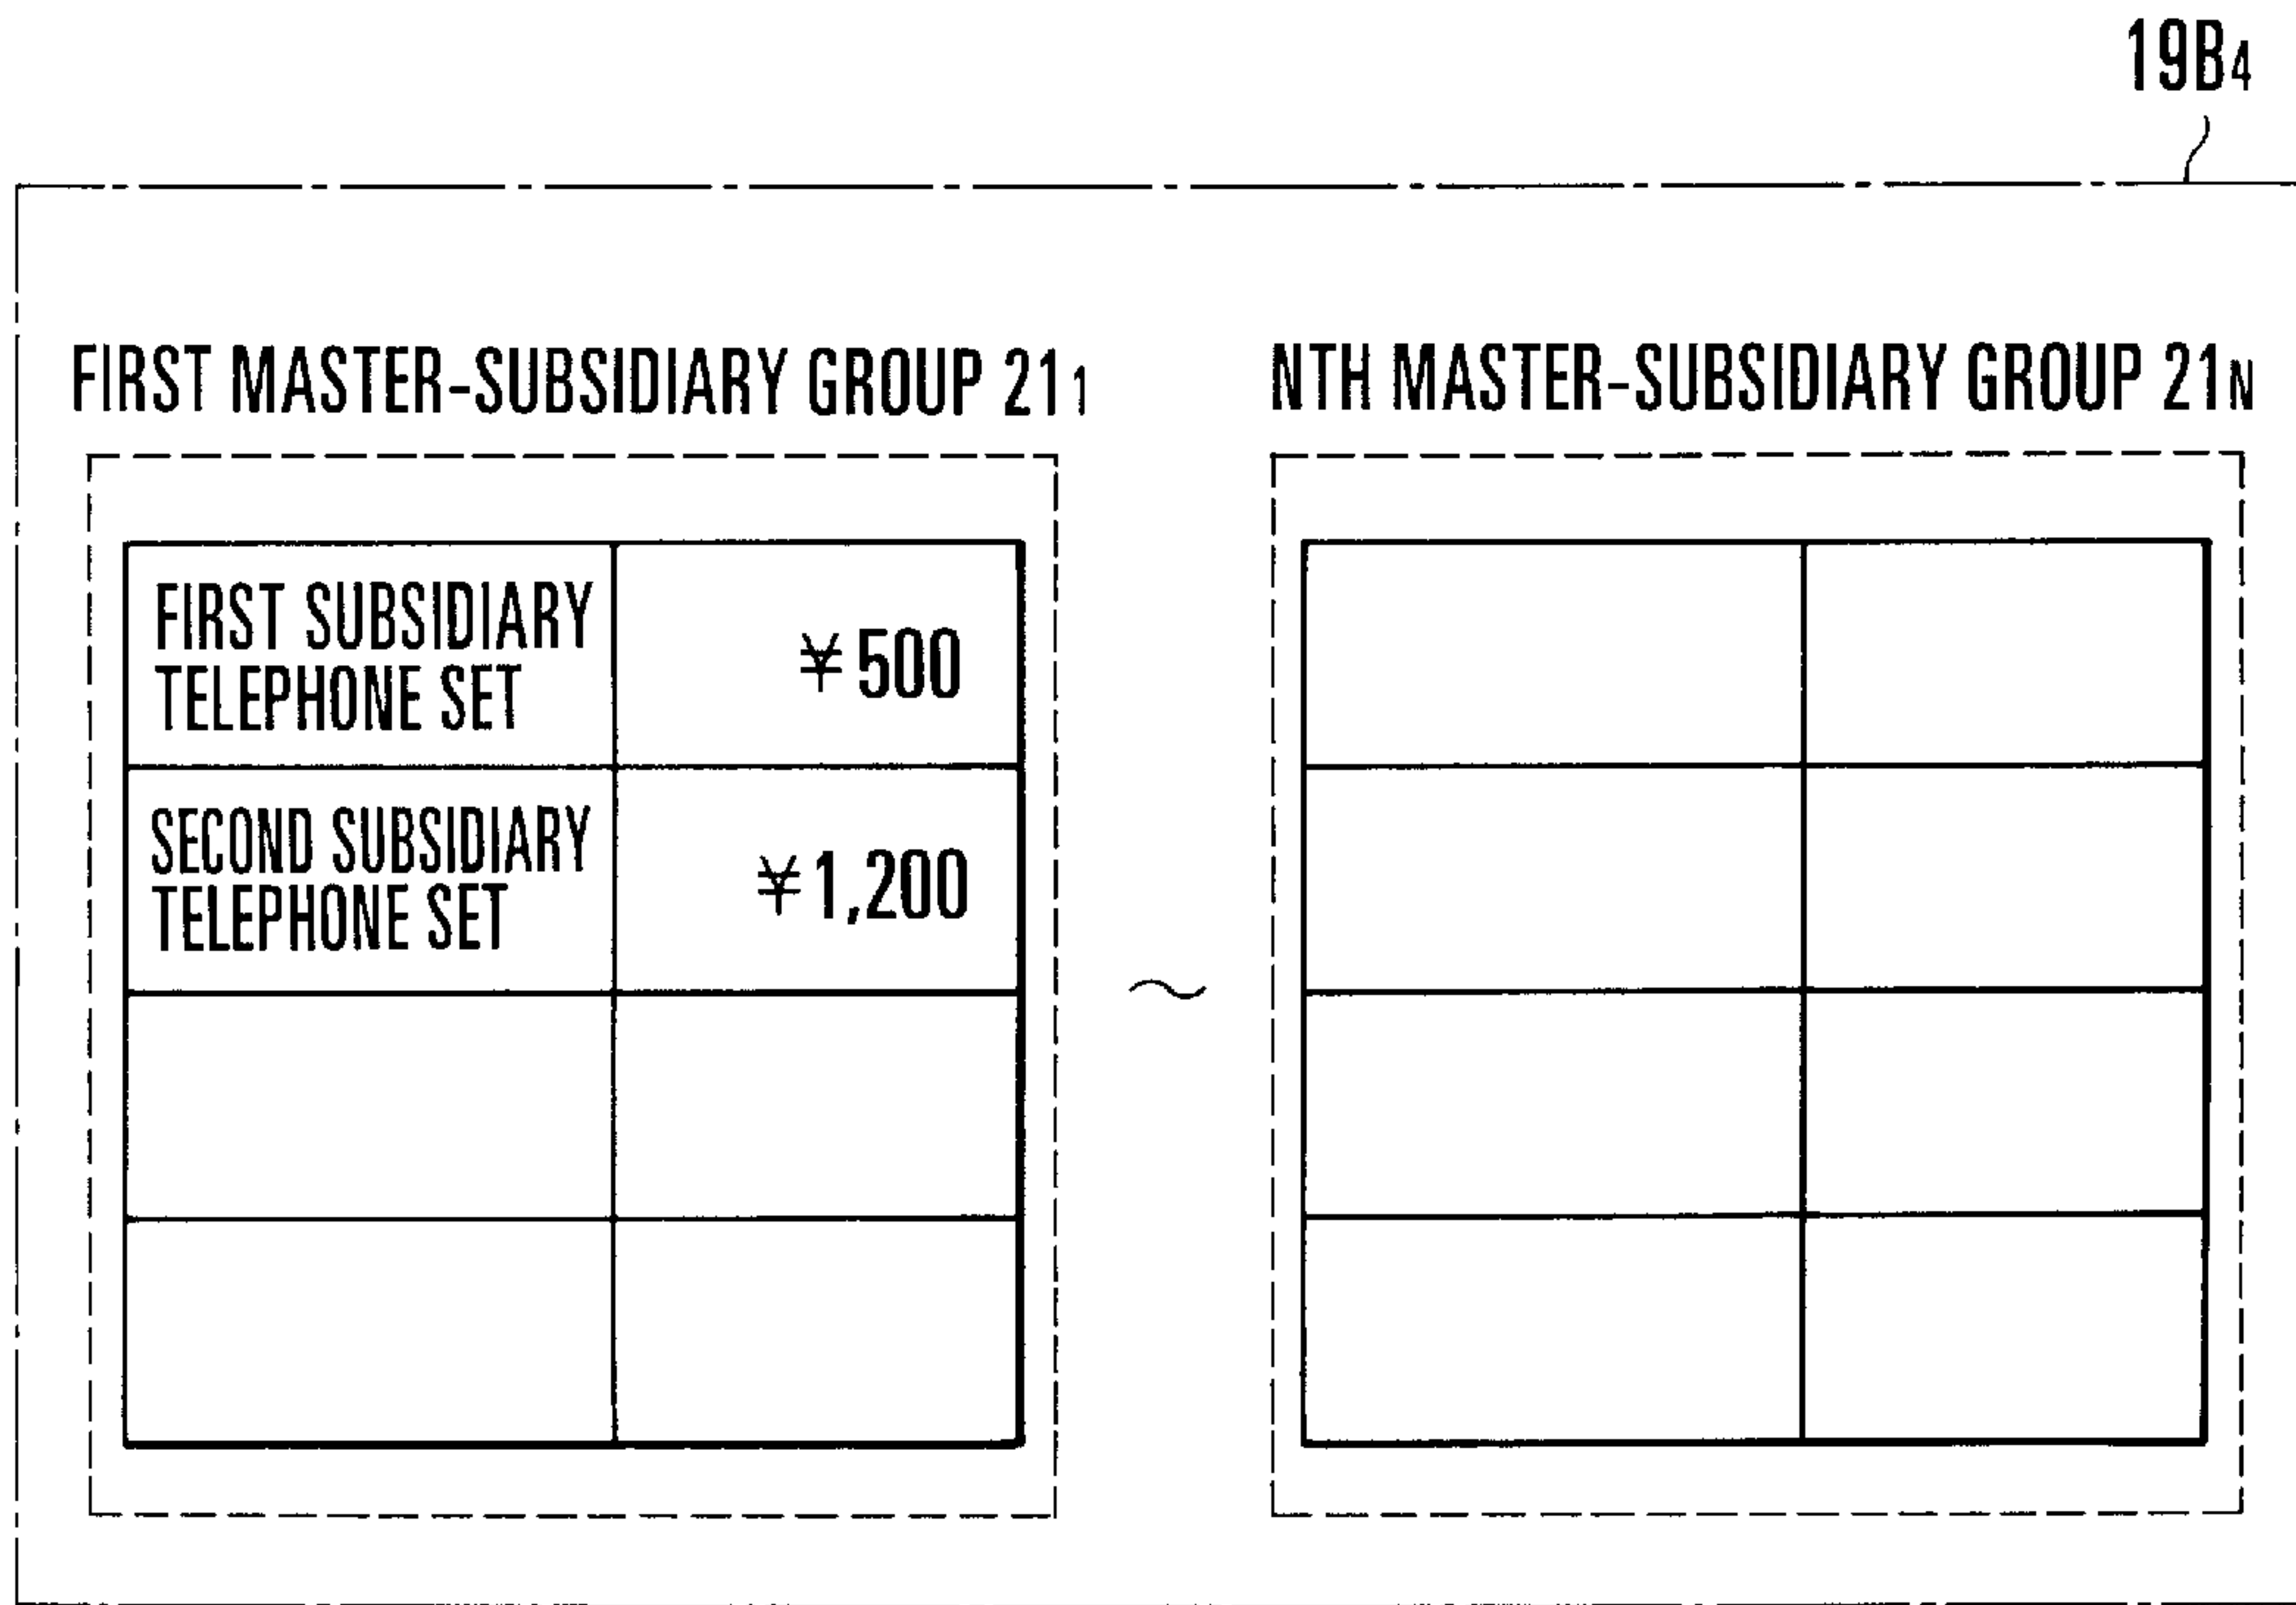 19B4
FIRST MASTER-SUBSIDIARY GROUP 211
NTH MASTER-SUBSIDIARY GROUP 21N
FIRST SUBSIDIARY
TELEPHONE SET
¥500
SECOND SUBSIDIARY
TELEPHONE SET
¥1,200
~